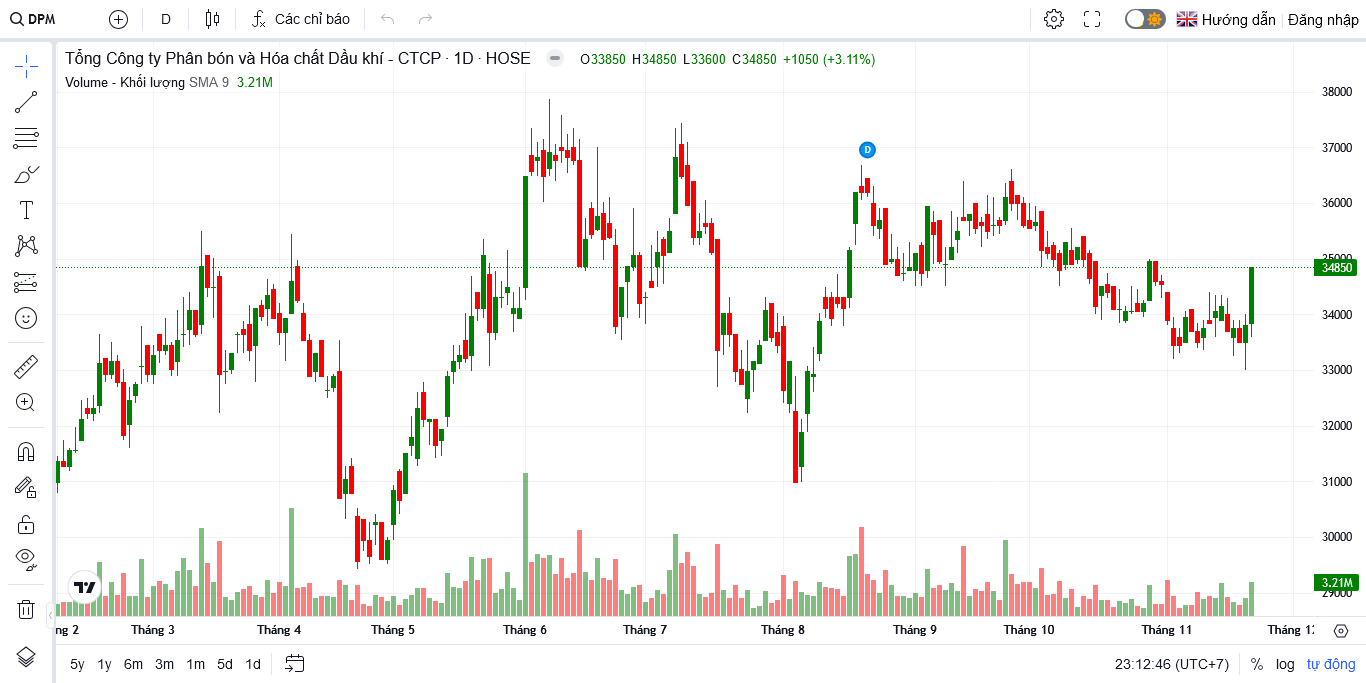 DPM D Các chỉ báo Hướng dẫn Đăng nhập
Tổng Công ty Phân bón và Hóa chất Dầu khí - CTCP · 1D · HOSE O33850 H34850 L33600 C34850 +1050 (+3.11%)
Volume - Khối lượng SMA 9 3.21M
38000
37000
D
36000
35000
34850
34000
33000
32000
31000
30000
3.21M
29000
ng 2 Tháng 3 Tháng 4 Tháng 5 Tháng 6 Tháng 7 Tháng 8 Tháng 9 Tháng 10 Tháng 11 Tháng 1
5y 1y 6m 3m 1m 5d 1d 23:12:46 (UTC+7) % log tự động